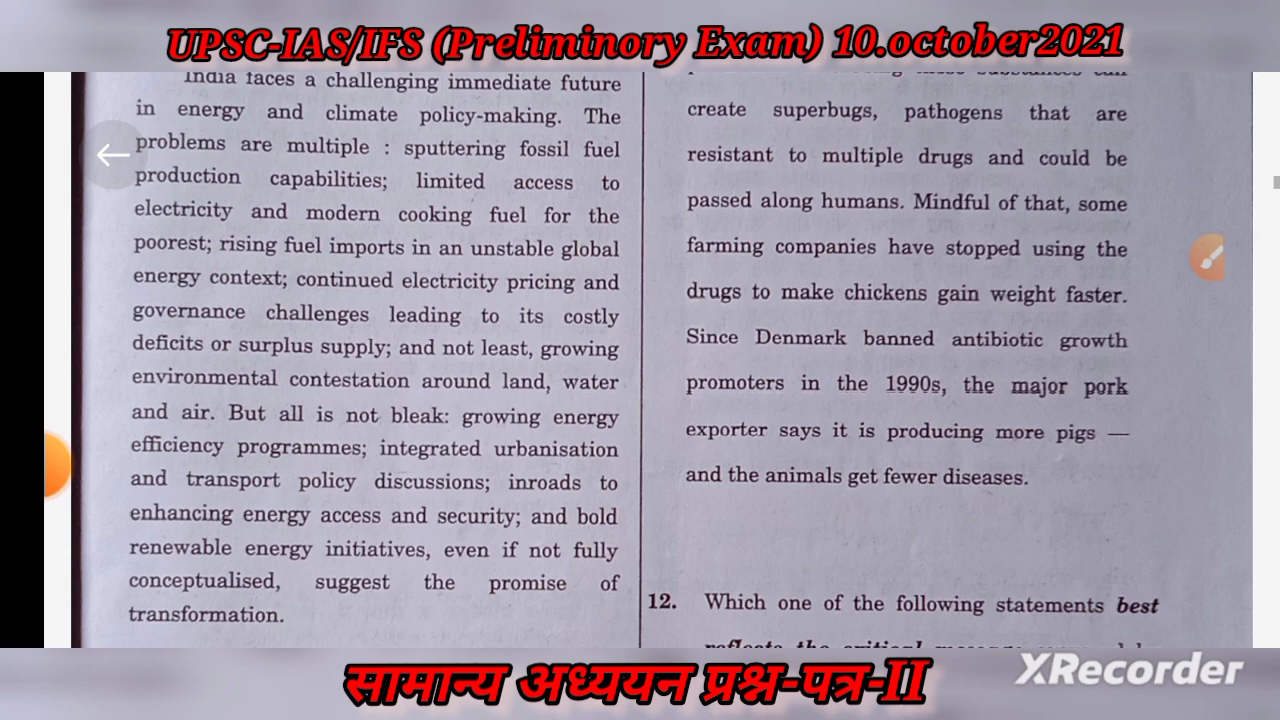 UPSC-IAS/IFS (Preliminory Exam) 10.october2021
India faces a challenging immediate future
in energy and climate policy-making. The
problems are multiple : sputtering fossil fuel
production capabilities; limited access to
electricity and modern cooking fuel for the
poorest; rising fuel imports in an unstable global
energy context; continued electricity pricing and
governance challenges leading to its costly
deficits or surplus supply; and not least, growing
environmental contestation around land, water
and air. But all is not bleak: growing energy
efficiency programmes; integrated urbanisation
and transport policy discussions; inroads to
enhancing energy access and security; and bold
renewable energy initiatives, even if not fully
conceptualised, suggest the promise of
transformation.
create superbugs, pathogens that are
resistant to multiple drugs and could be
passed along humans. Mindful of that, some
farming companies have stopped using the
drugs to make chickens gain weight faster.
Since Denmark banned antibiotic growth
promoters in the 1990s, the major pork
exporter says it is producing more pigs —
and the animals get fewer diseases.
12. Which one of the following statements best
सामान्य अध्ययन प्रश्न-पत्र-II
XRecorder